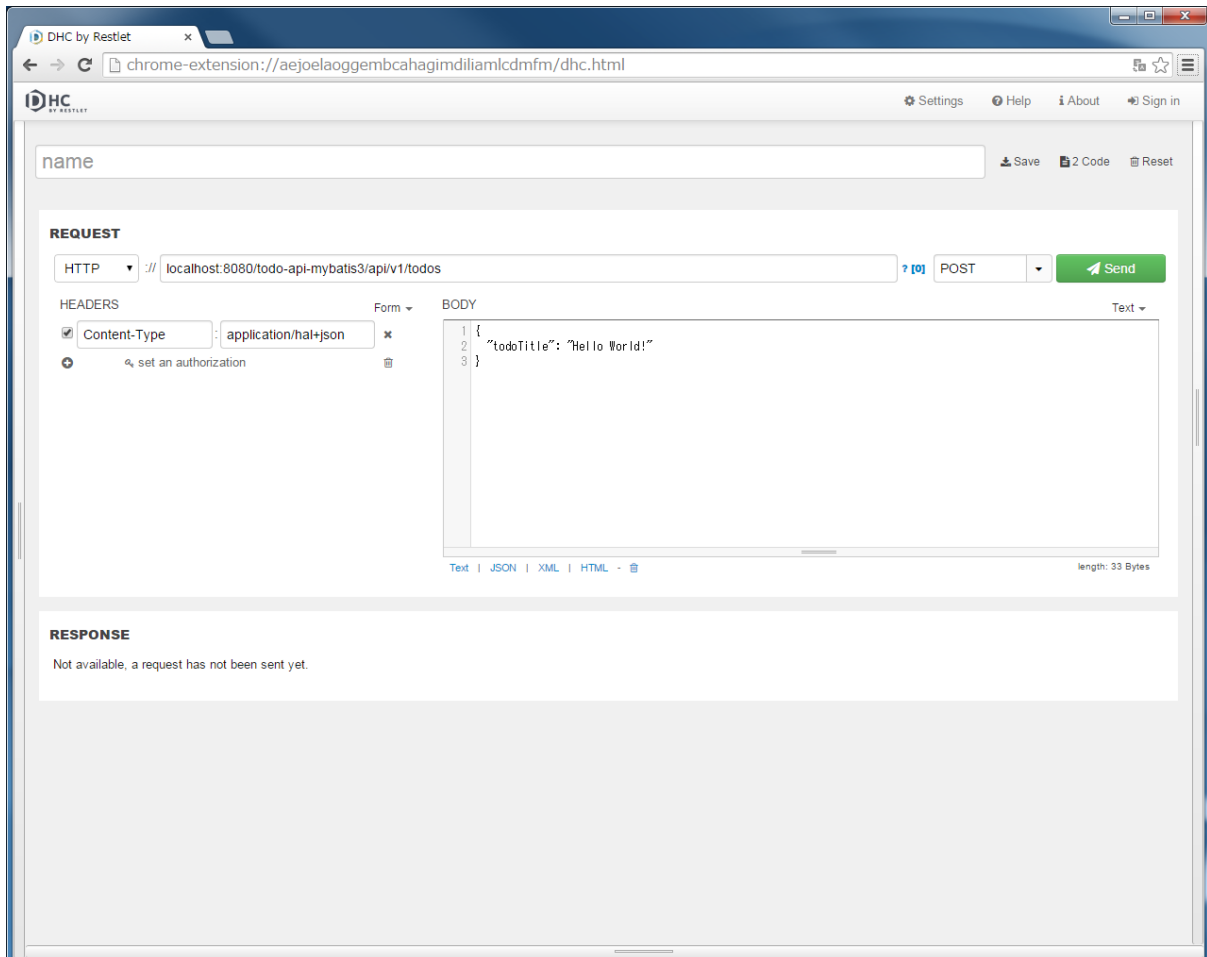 DHC by Restlet
chrome-extension://aejoelaoggembcahagimdiliamlcdmfm/dhc.html
DHC
BY RESTLET
Settings Help About Sign in
name
Save 2 Code Reset
REQUEST
HTTP :// localhost:8080/todo-api-mybatis3/api/v1/todos ? [0] POST Send
HEADERS Form BODY Text
Content-Type : application/hal+json
set an authorization
1 {
2 "todoTitle": "Hello World!"
3 }
Text | JSON | XML | HTML - length: 33 Bytes
RESPONSE
Not available, a request has not been sent yet.